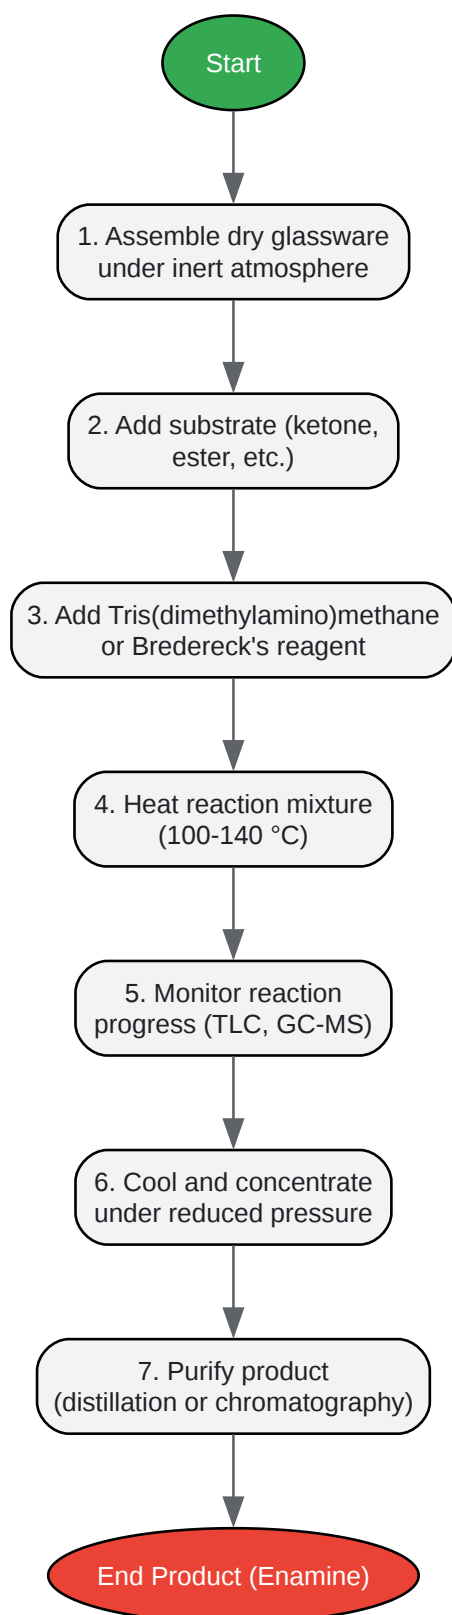 Start
1. Assemble dry glassware
under inert atmosphere
2. Add substrate (ketone,
ester, etc.)
3. Add Tris(dimethylamino)methane
or Bredereck's reagent
4. Heat reaction mixture
(100-140 °C)
5. Monitor reaction
progress (TLC, GC-MS)
6. Cool and concentrate
under reduced pressure
7. Purify product
(distillation or chromatography)
End Product (Enamine)